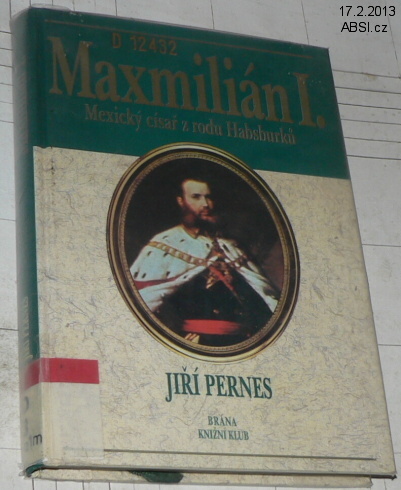 17.2.2013
ABSI.cz
D 12432
Maxmilián I.
Mexický císař z rodu Habsburků
JIŘÍ PERNES
BRÁNA
KNIŽNÍ KLUB